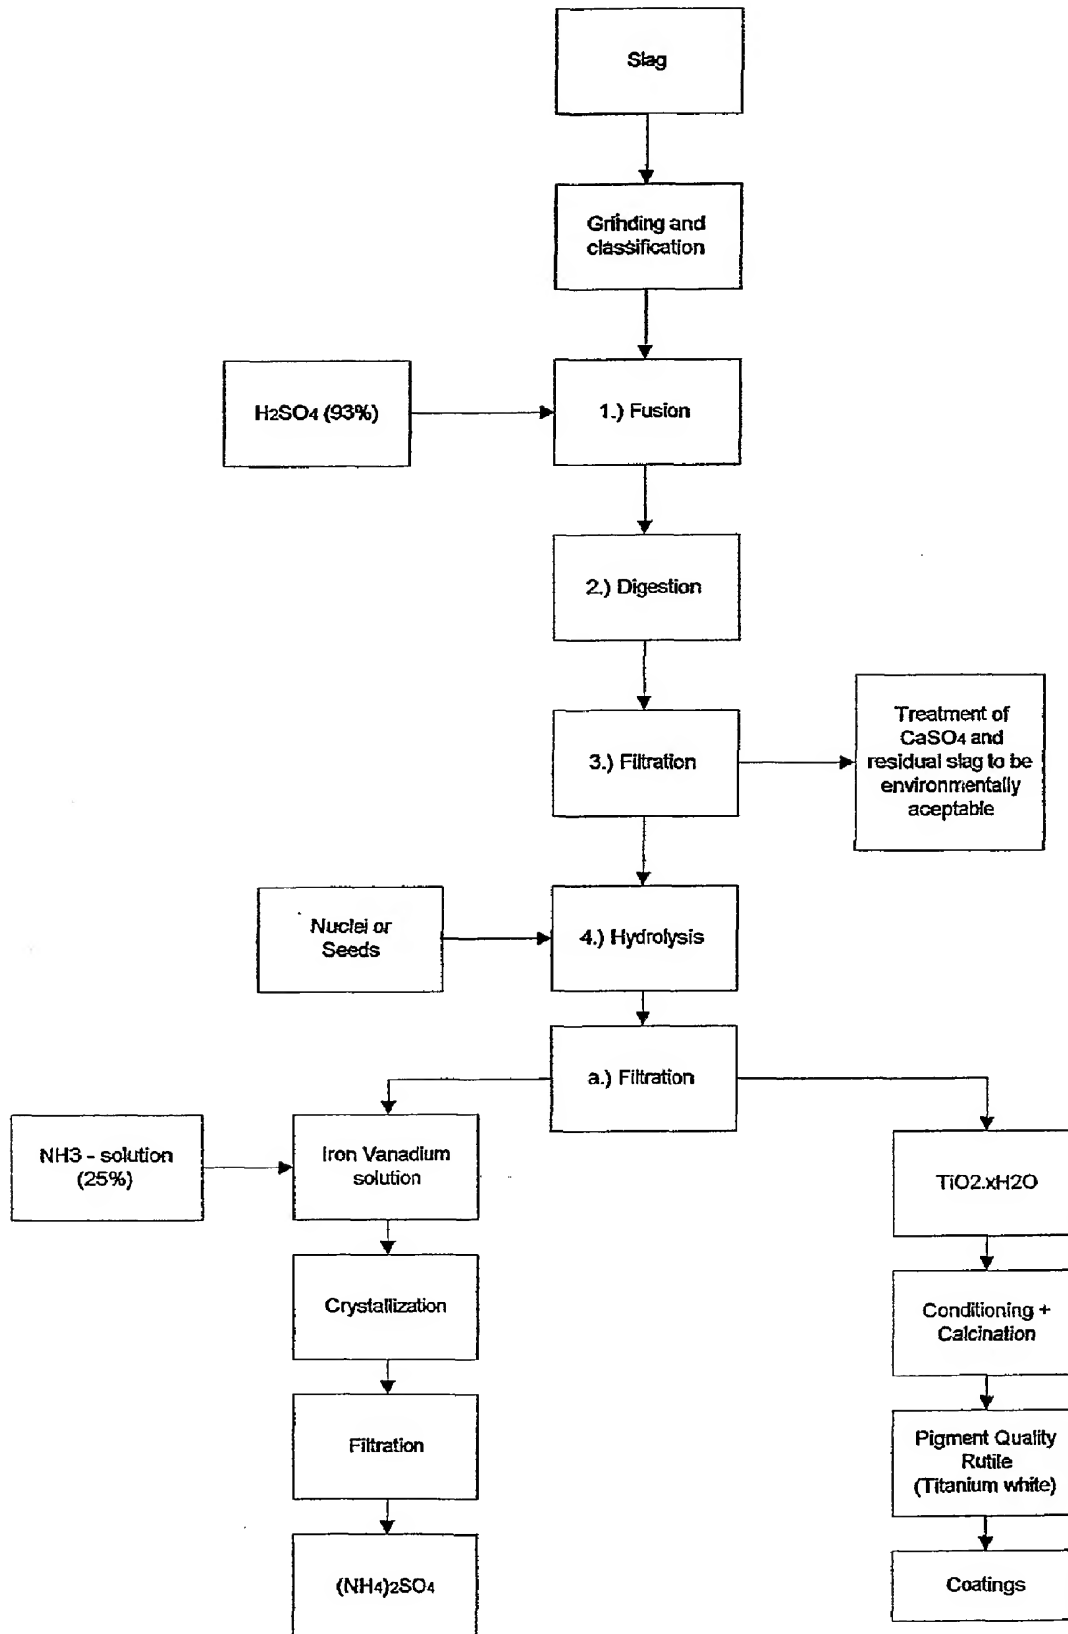 Slag
Grinding and
classification
H2SO4 (93%)
1.) Fusion
2.) Digestion
3.) Filtration
Treatment of
CaSO4 and
residual slag to be
environmentally
aceptable
Nuclei or
Seeds
4.) Hydrolysis
a.) Filtration
NH3 - solution
(25%)
Iron Vanadium
solution
TiO2.xH2O
Crystallization
Conditioning +
Calcination
Filtration
Pigment Quality
Rutile
(Titanium white)
(NH4)2SO4
Coatings